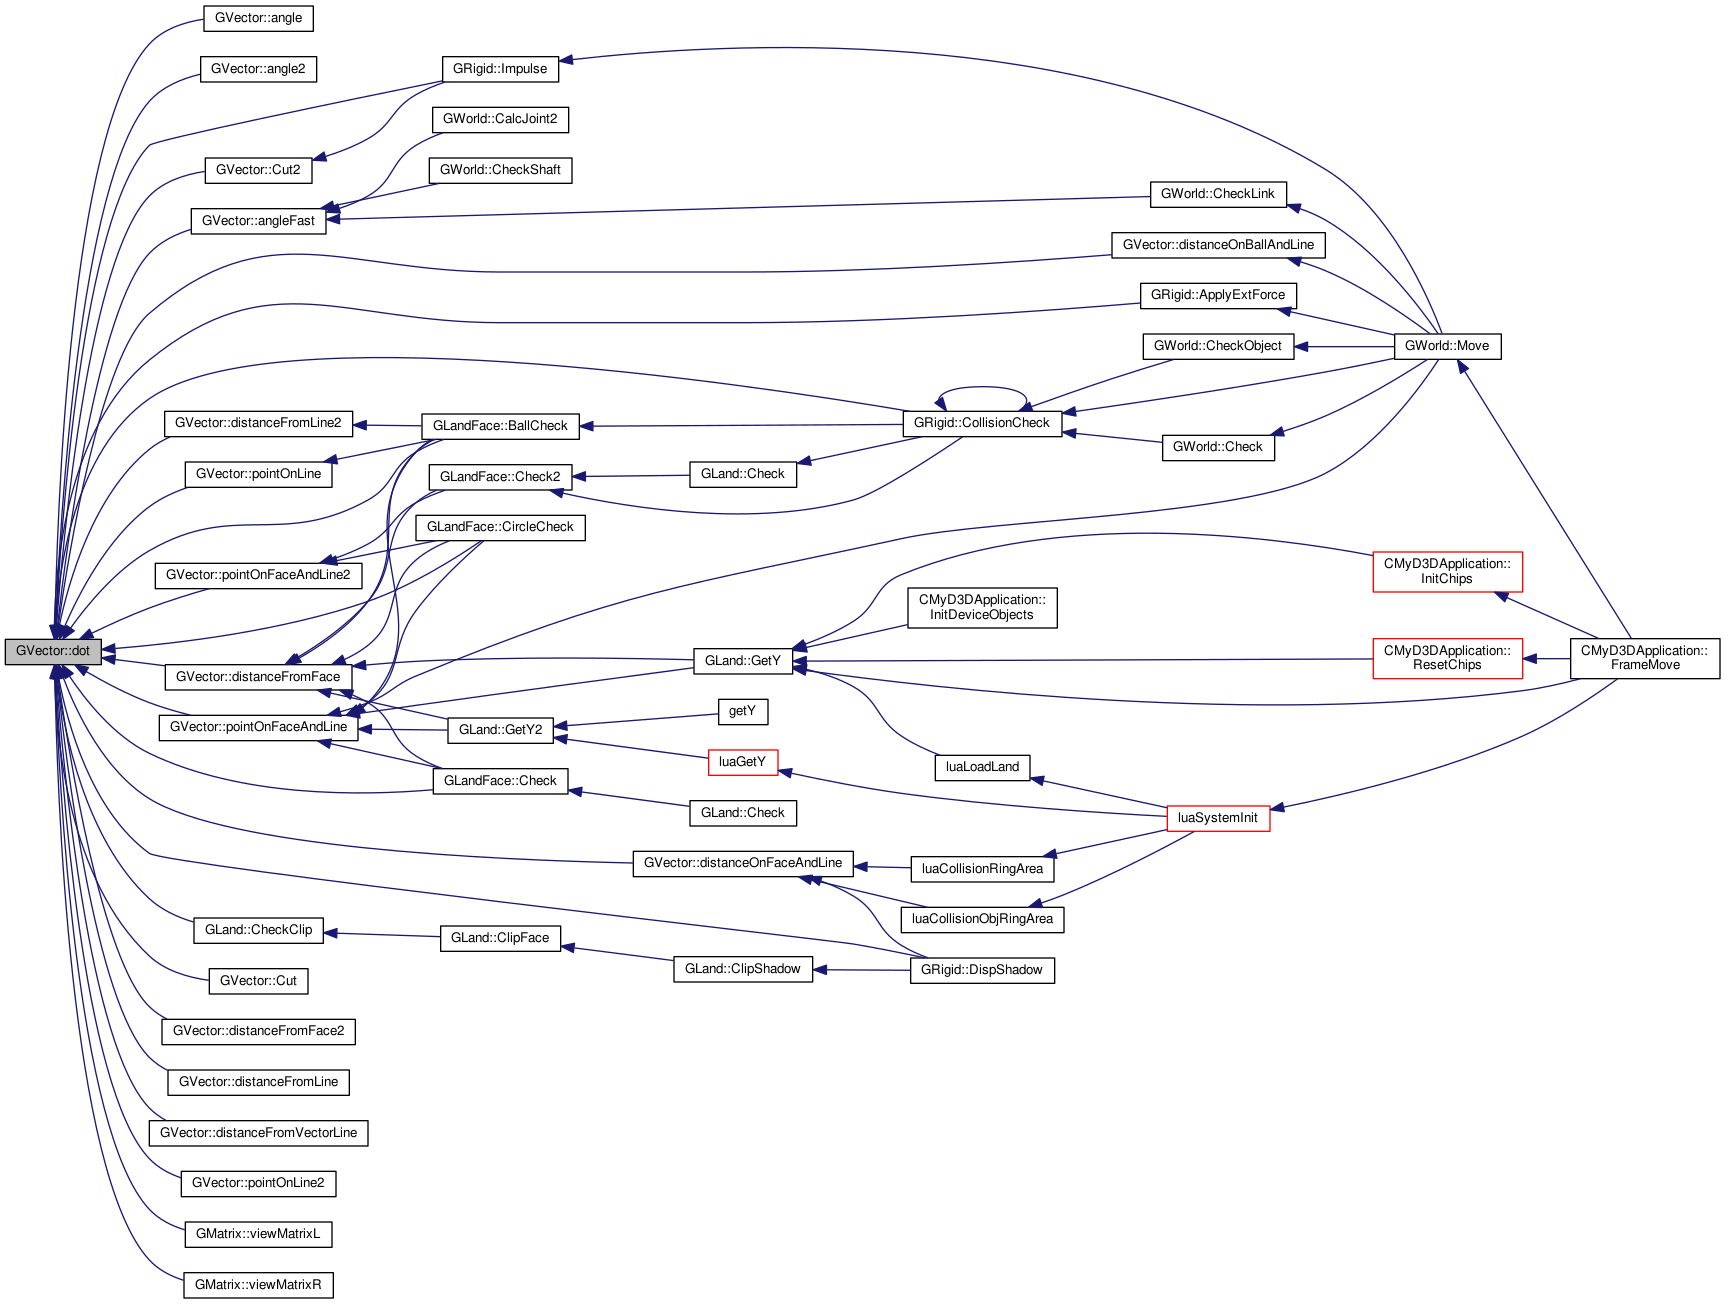 GVector::angle
GVector::angle2
GRigid::Impulse
GWorld::CalcJoint2
GVector::Cut2
GWorld::CheckShaft
GWorld::CheckLink
GVector::angleFast
GVector::distanceOnBallAndLine
GRigid::ApplyExtForce
GWorld::CheckObject
GWorld::Move
GVector::distanceFromLine2
GLandFace::BallCheck
GRigid::CollisionCheck
GWorld::Check
GVector::pointOnLine
GLandFace::Check2
GLand::Check
GLandFace::CircleCheck
GVector::pointOnFaceAndLine2
CMyD3DApplication::
InitChips
CMyD3DApplication::
InitDeviceObjects
GVector::dot
GVector::distanceFromFace
GLand::GetY
CMyD3DApplication::
ResetChips
CMyD3DApplication::
FrameMove
GVector::pointOnFaceAndLine
GLand::GetY2
getY
luaGetY
luaLoadLand
GLandFace::Check
GLand::Check
luaSystemInit
GVector::distanceOnFaceAndLine
luaCollisionRingArea
luaCollisionObjRingArea
GLand::CheckClip
GLand::ClipFace
GLand::ClipShadow
GRigid::DispShadow
GVector::Cut
GVector::distanceFromFace2
GVector::distanceFromLine
GVector::distanceFromVectorLine
GVector::pointOnLine2
GMatrix::viewMatrixL
GMatrix::viewMatrixR